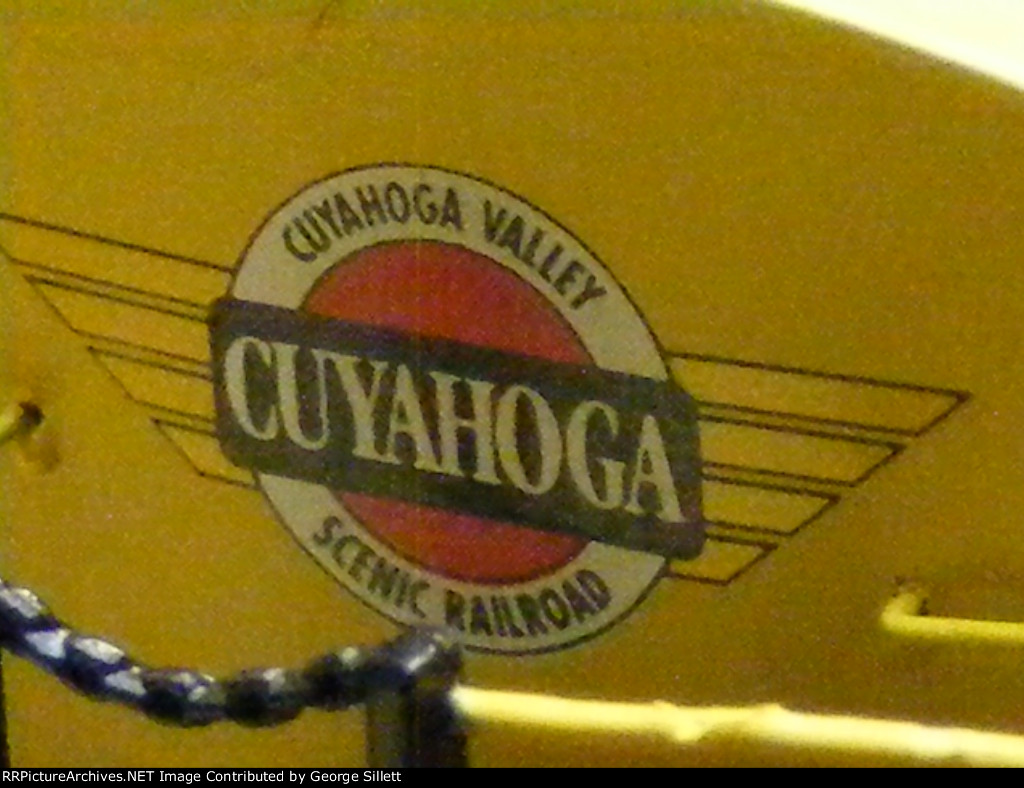 CUYAHOGA VALLEY
CUYAHOGA
SCENIC RAILROAD
RRPictureArchives.NET Image Contributed by George Sillett